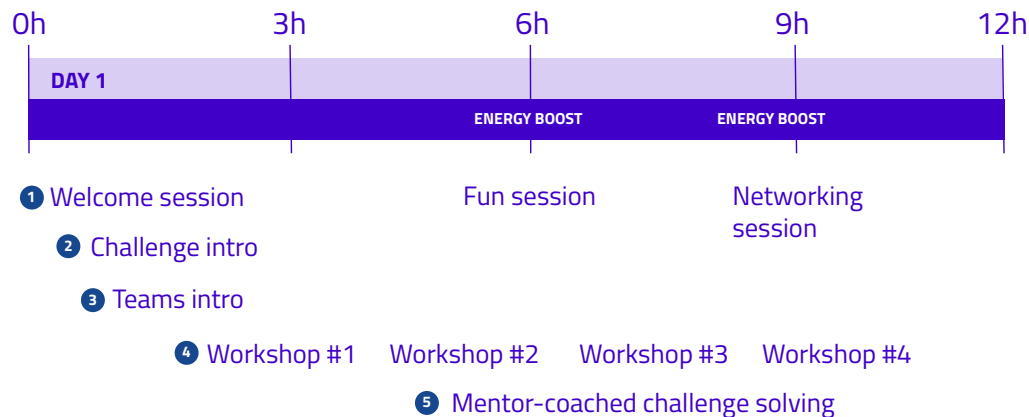 0h 3h 6h 9h 12h
DAY 1
ENERGY BOOST ENERGY BOOST
1 Welcome session Fun session Networking
session
2 Challenge intro
3 Teams intro
4 Workshop #1 Workshop #2 Workshop #3 Workshop #4
5 Mentor-coached challenge solving